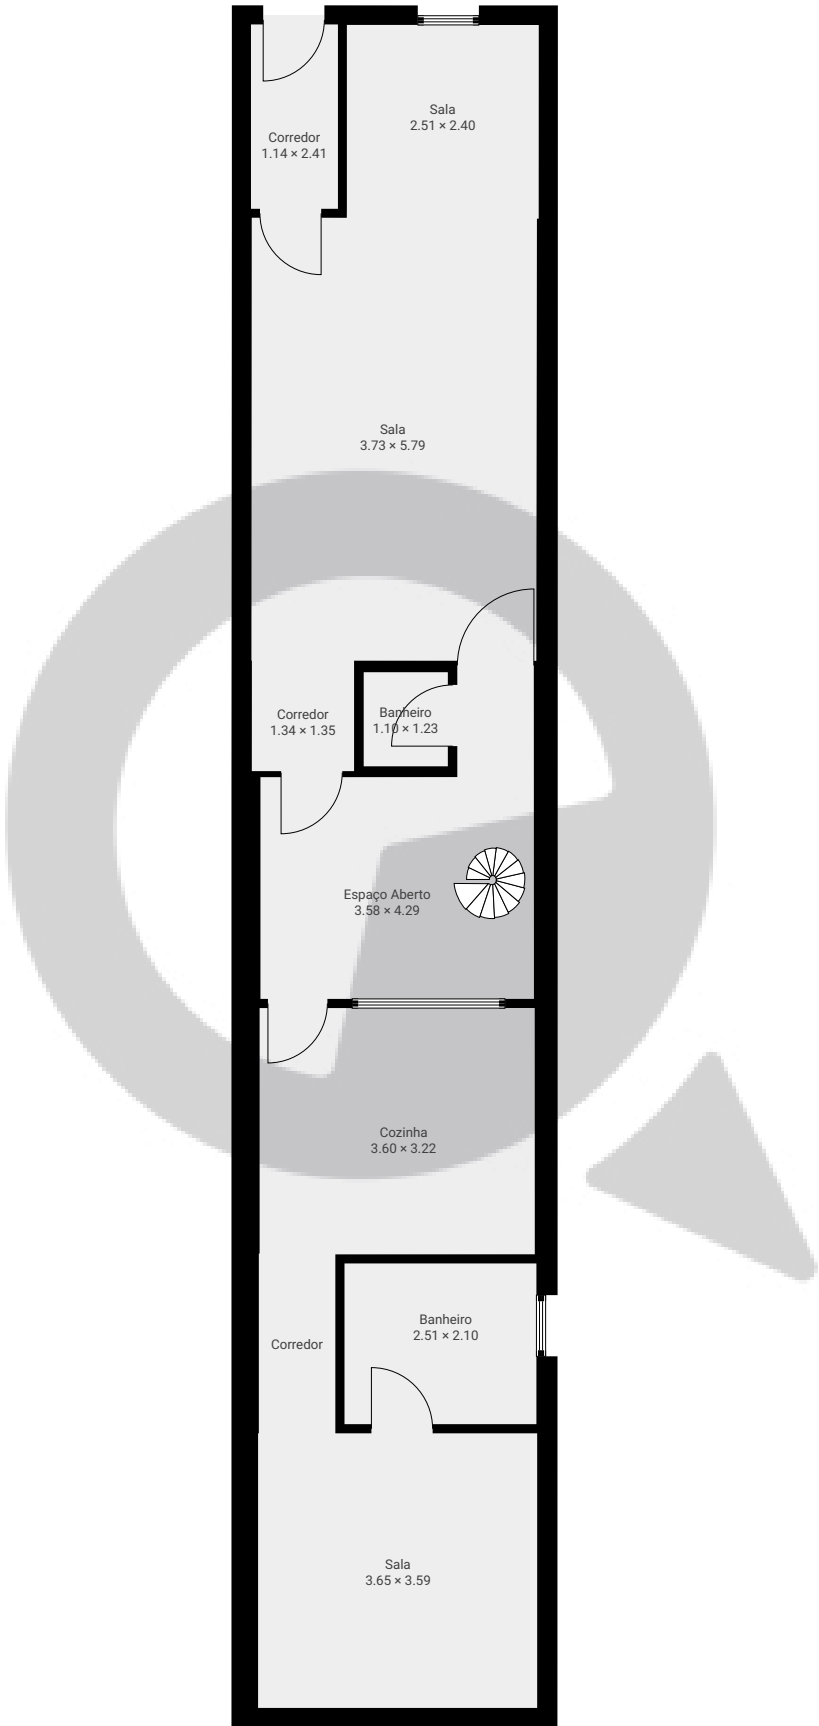 Sala
2.51 × 2.40
Corredor
1.14 × 2.41
Sala
3.73 × 5.79
Corredor
1.34 × 1.35
Banheiro
1.10 × 1.23
Espaço Aberto
3.58 × 4.29
Cozinha
3.60 × 3.22
Banheiro
2.51 × 2.10
Corredor
Sala
3.65 × 3.59